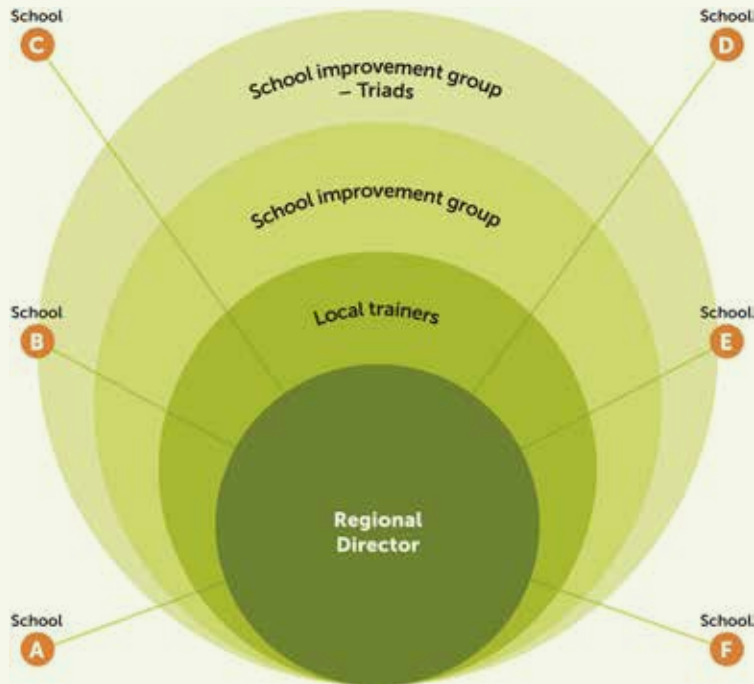 School
C
School
D
School improvement group
– Triads
School improvement group
School
B
School
E
Local trainers
Regional
Director
School
A
School
F